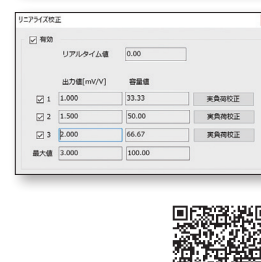 リニアライズ校正
有効
リアルタイム値 0.00
出力値[mV/V] 容量値
1 1.000 33.33 実負荷校正
2 1.500 50.00 実負荷校正
3 2.000 66.67 実負荷校正
最大値 3.000 100.00